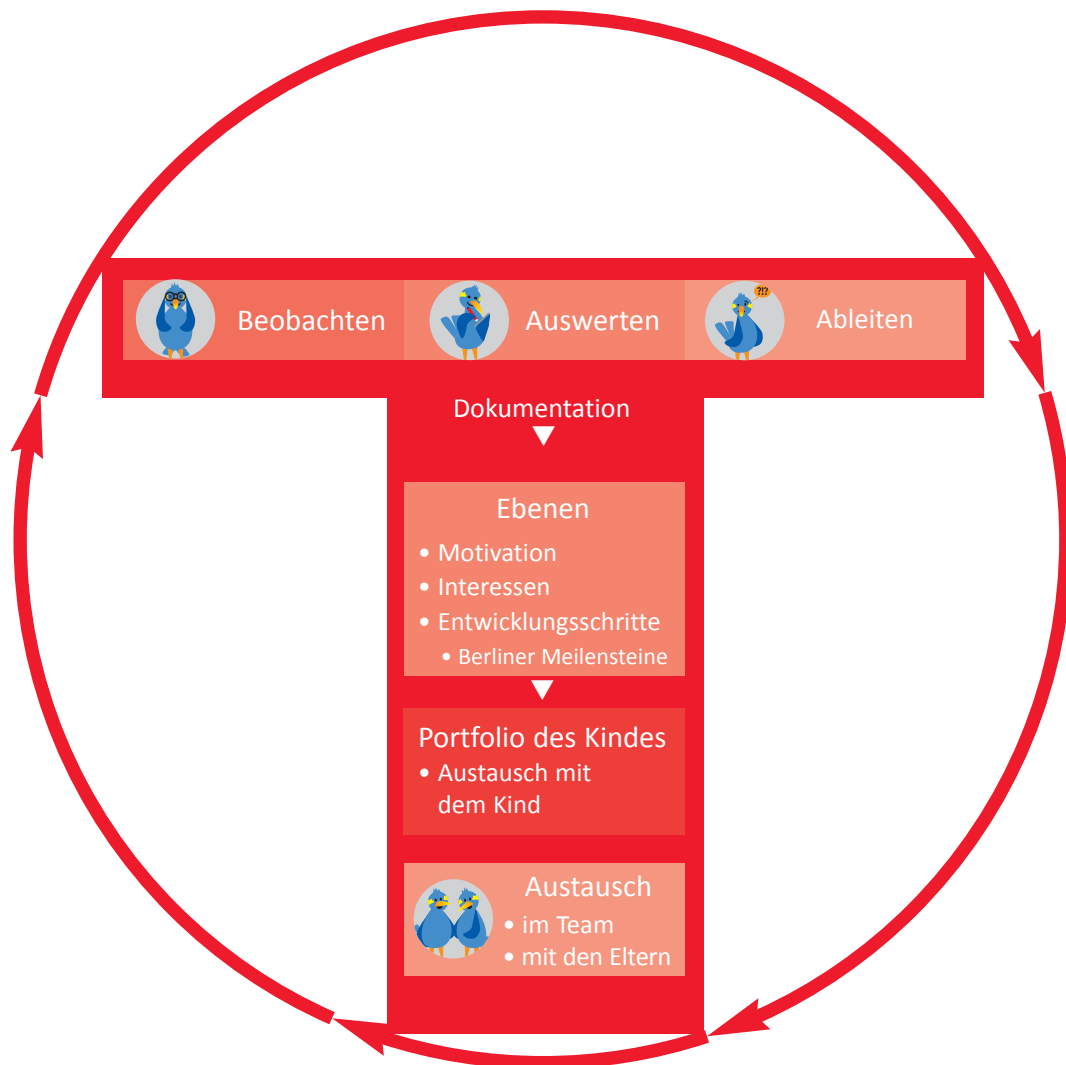 Beobachten
Auswerten
?!?
Ableiten
Dokumentation
Ebenen
• Motivation
• Interessen
• Entwicklungsschritte
• Berliner Meilensteine
Portfolio des Kindes
• Austausch mit
dem Kind
Austausch
• im Team
• mit den Eltern